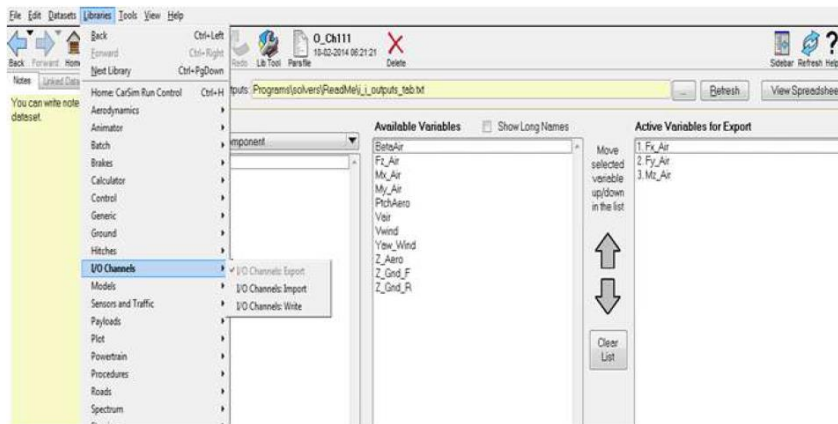 File Edit Datasets Libraries Tools View Help
Back Forward Home
Redo Lib Tool Parsfile
O_Ch111
10-02-2014 06:21:21
Delete
Sidebar Refresh Help
Notes Linked Data
You can write note
dataset.
Back Ctrl+Left
Forward Ctrl+Right
Next Library Ctrl+PgDown
Home: CarSim Run Control Ctrl+H
Aerodynamics
Animator
Batch
Brakes
Calculator
Control
Generic
Ground
Hitches
I/O Channels
Models
Sensors and Traffic
Payloads
Plot
Powertrain
Procedures
Roads
Spectrum
I/O Channels: Export
I/O Channels: Import
I/O Channels: Write
tputs: Programs\solvers\ReadMe\i_i_outputs_tab.txt
... Refresh View Spreadshee
mponent
Available Variables Show Long Names
BetaAir
Fz_Air
Mx_Air
My_Air
PtchAero
Vair
Vwind
Yaw_Wind
Z_Aero
Z_Gnd_F
Z_Gnd_R
Move
selected
variable
up/down
in the list
Clear
List
Active Variables for Export
1. Fx_Air
2. Fy_Air
3. Mz_Air